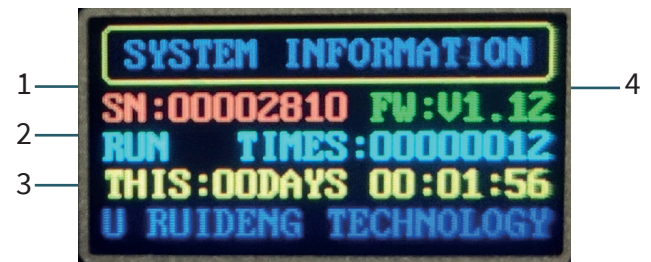 SYSTEM INFORMATION
1
4
SN:00002810 FW:V1.12
2
RUN TIMES:00000012
3
THIS:00DAYS 00:01:56
U RUIDENG TECHNOLOGY